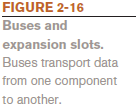 FIGURE 2-16
Buses and
expansion slots.
Buses transport data
from one component
to another.